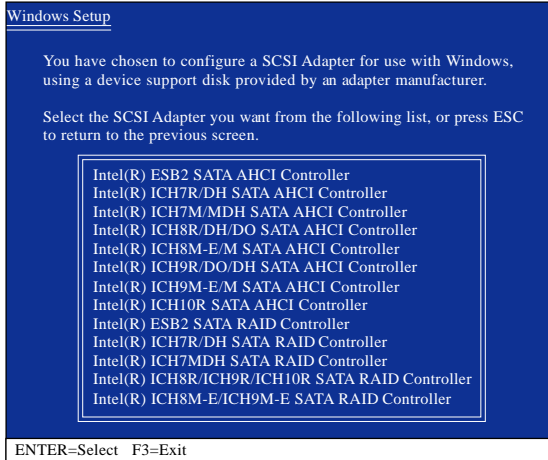 Windows Setup
You have chosen to configure a SCSI Adapter for use with Windows,
using a device support disk provided by an adapter manufacturer.
Select the SCSI Adapter you want from the following list, or press ESC
to return to the previous screen.
Intel(R) ESB2 SATA AHCI Controller
Intel(R) ICH7R/DH SATA AHCI Controller
Intel(R) ICH7M/MDH SATA AHCI Controller
Intel(R) ICH8R/DH/DO SATA AHCI Controller
Intel(R) ICH8M-E/M SATA AHCI Controller
Intel(R) ICH9R/DO/DH SATA AHCI Controller
Intel(R) ICH9M-E/M SATA AHCI Controller
Intel(R) ICH10R SATA AHCI Controller
Intel(R) ESB2 SATA RAID Controller
Intel(R) ICH7R/DH SATA RAID Controller
Intel(R) ICH7MDH SATA RAID Controller
Intel(R) ICH8R/ICH9R/ICH10R SATA RAID Controller
Intel(R) ICH8M-E/ICH9M-E SATA RAID Controller
ENTER=Select F3=Exit